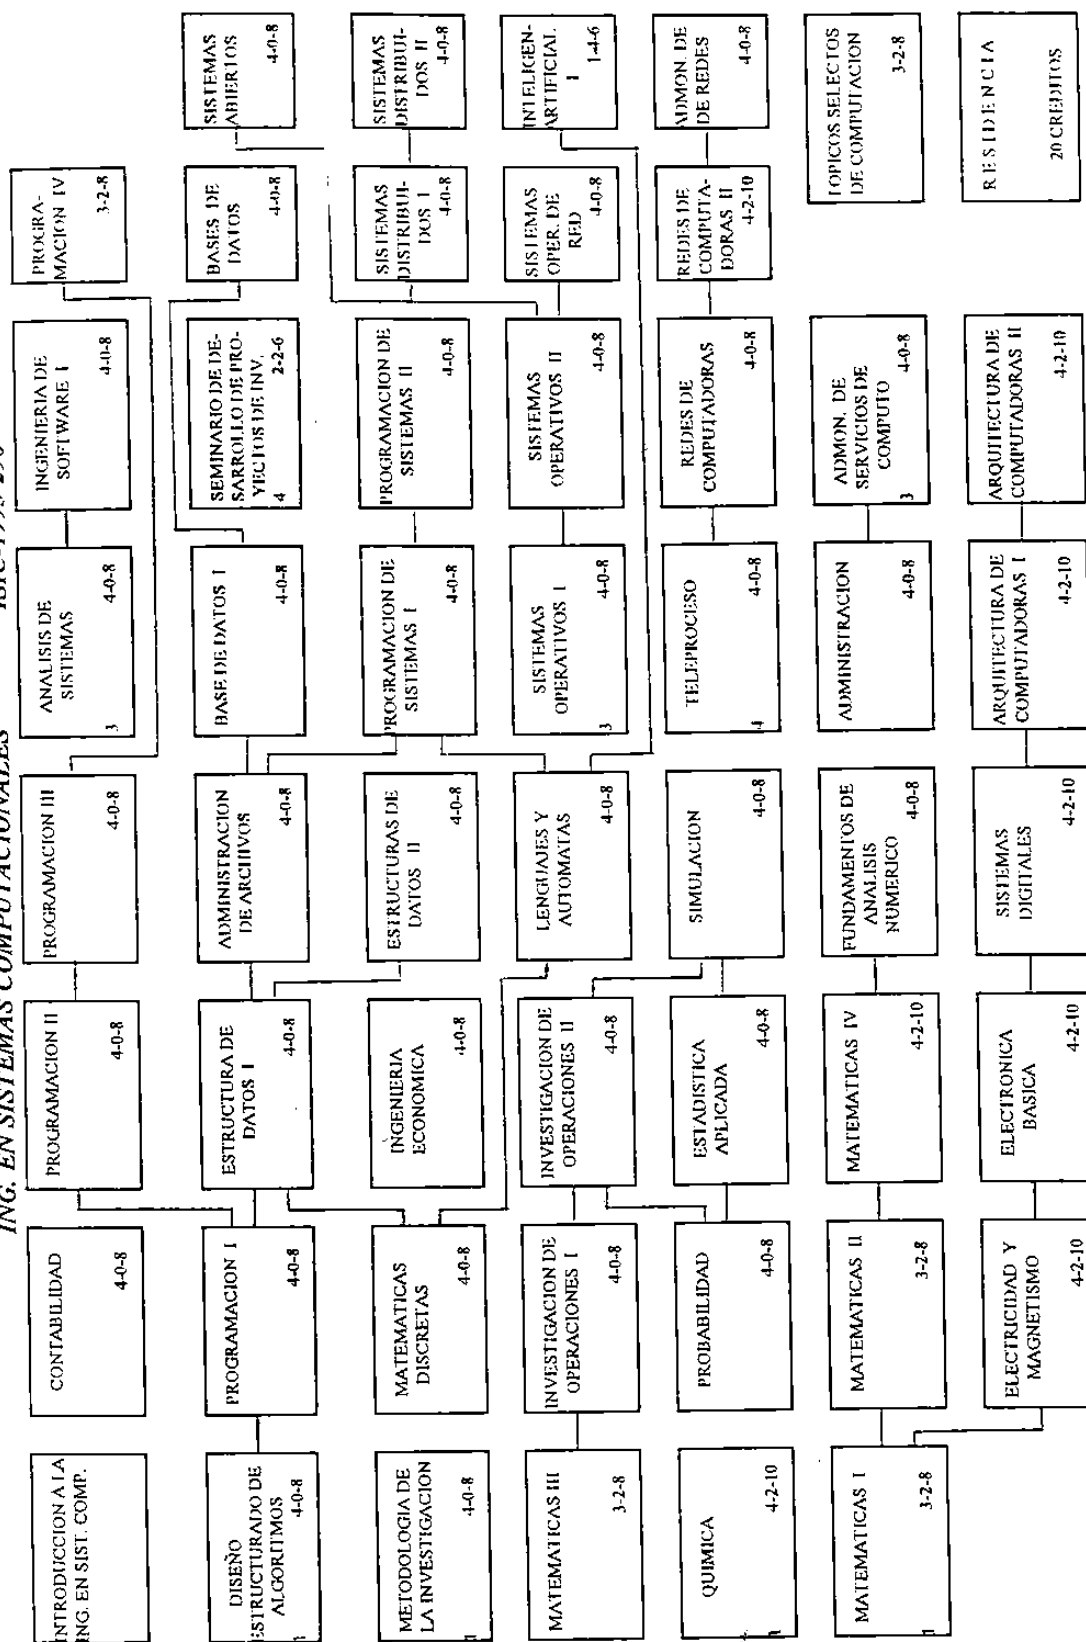 ING. EN SISTEMAS COMPUTACIONALES
INTRODUCCION A LA
ING. EN SIST. COMP.
CONTABILIDAD
4-0-8
PROGRAMACION II
4-0-8
PROGRAMACION III
4-0-8
ANALISIS DE
SISTEMAS
3 4-0-8
INGENIERIA DE
SOFTWARE I
4-0-8
PROGRA-
MACION IV
3-2-8
DISEÑO
ESTRUCTURADO DE
ALGORITMOS
4-0-8
PROGRAMACION I
4-0-8
ESTRUCTURA DE
DATOS I
4-0-8
ADMINISTRACION
DE ARCHIVOS
4-0-8
BASE DE DATOS I
4-0-8
SEMINARIO DE DE-
SARROLLO DE PRO-
YECTOS DE INV.
4 2-2-6
BASES DE
DATOS
4-0-8
SISTEMAS
ABIERTOS
4-0-8
METODOLOGIA DE
LA INVESTIGACION
4-0-8
MATEMATICAS
DISCRETAS
4-0-8
INGENIERIA
ECONOMICA
4-0-8
ESTRUCTURAS DE
DATOS II
4-0-8
PROGRAMACION DE
SISTEMAS I
4-0-8
PROGRAMACION DE
SISTEMAS II
4-0-8
SISTEMAS
DISTRIBUI-
DOS I
4-0-8
SISTEMAS
DISTRIBUI-
DOS II
4-0-8
MATEMATICAS III
3-2-8
INVESTIGACION DE
OPERACIONES I
4-0-8
INVESTIGACION DE
OPERACIONES II
4-0-8
LENGUAJES Y
AUTOMATAS
4-0-8
SISTEMAS
OPERATIVOS I
3 4-0-8
SISTEMAS
OPERATIVOS II
4-0-8
SISTEMAS
OPER. DE
RED
4-0-8
INTELIGEN-
ARTIFICIAL
I
1-4-6
QUIMICA
4-2-10
PROBABILIDAD
4-0-8
ESTADISTICA
APLICADA
4-0-8
SIMULACION
4-0-8
TELEPROCESO
4 4-0-8
REDES DE
COMPUTADORAS
4-0-8
REDES DE
COMPUTA-
DORAS II
4-2-10
ADMON. DE
DE REDES
4-0-8
MATEMATICAS I
1 3-2-8
MATEMATICAS II
3-2-8
MATEMATICAS IV
4-2-10
FUNDAMENTOS DE
ANALISIS
NUMERICO
4-0-8
ADMINISTRACION
4-0-8
ADMON. DE
SERVICIOS DE
COMPUTO
3 4-0-8
TOPICOS SELECTOS
DE COMPUTACION
3-2-8
ELECTRICIDAD Y
MAGNETISMO
4-2-10
ELECTRONICA
BASICA
4-2-10
SISTEMAS
DIGITALES
4-2-10
ARQUITECTURA DE
COMPUTADORAS I
4-2-10
ARQUITECTURA DE
COMPUTADORAS II
4-2-10
RESIDENCIA
20 CREDITOS